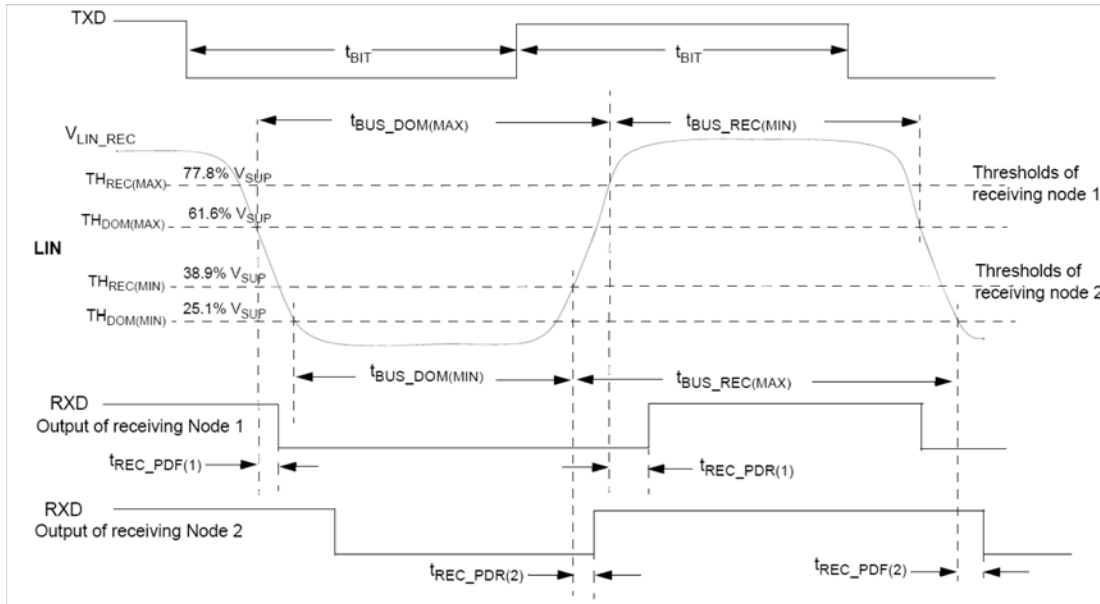 TXD
tBIT
tBIT
tBUS_DOM(MAX)
tBUS_REC(MIN)
VLIN_REC
THREC(MAX) 77.8% VSUP
Thresholds of
receiving node 1
THDOM(MAX) 61.6% VSUP
LIN
THREC(MIN) 38.9% VSUP
Thresholds of
receiving node 2
THDOM(MIN) 25.1% VSUP
tBUS_DOM(MIN)
tBUS_REC(MAX)
RXD
Output of receiving Node 1
tREC_PDF(1)
tREC_PDR(1)
RXD
Output of receiving Node 2
tREC_PDR(2)
tREC_PDF(2)